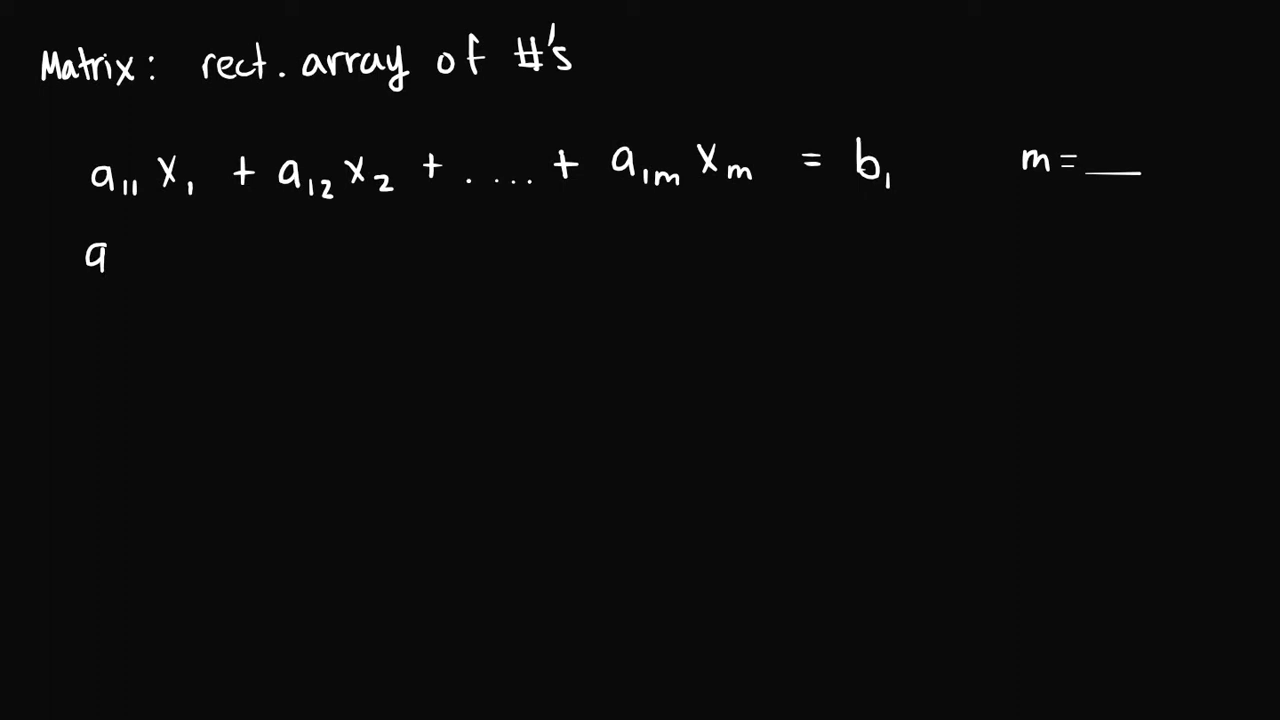 Matrix: rect. array of #'s
a₁₁ x₁ + a₁₂ x₂ + ..... + a₁ₘ xₘ = b₁ m = ___
a